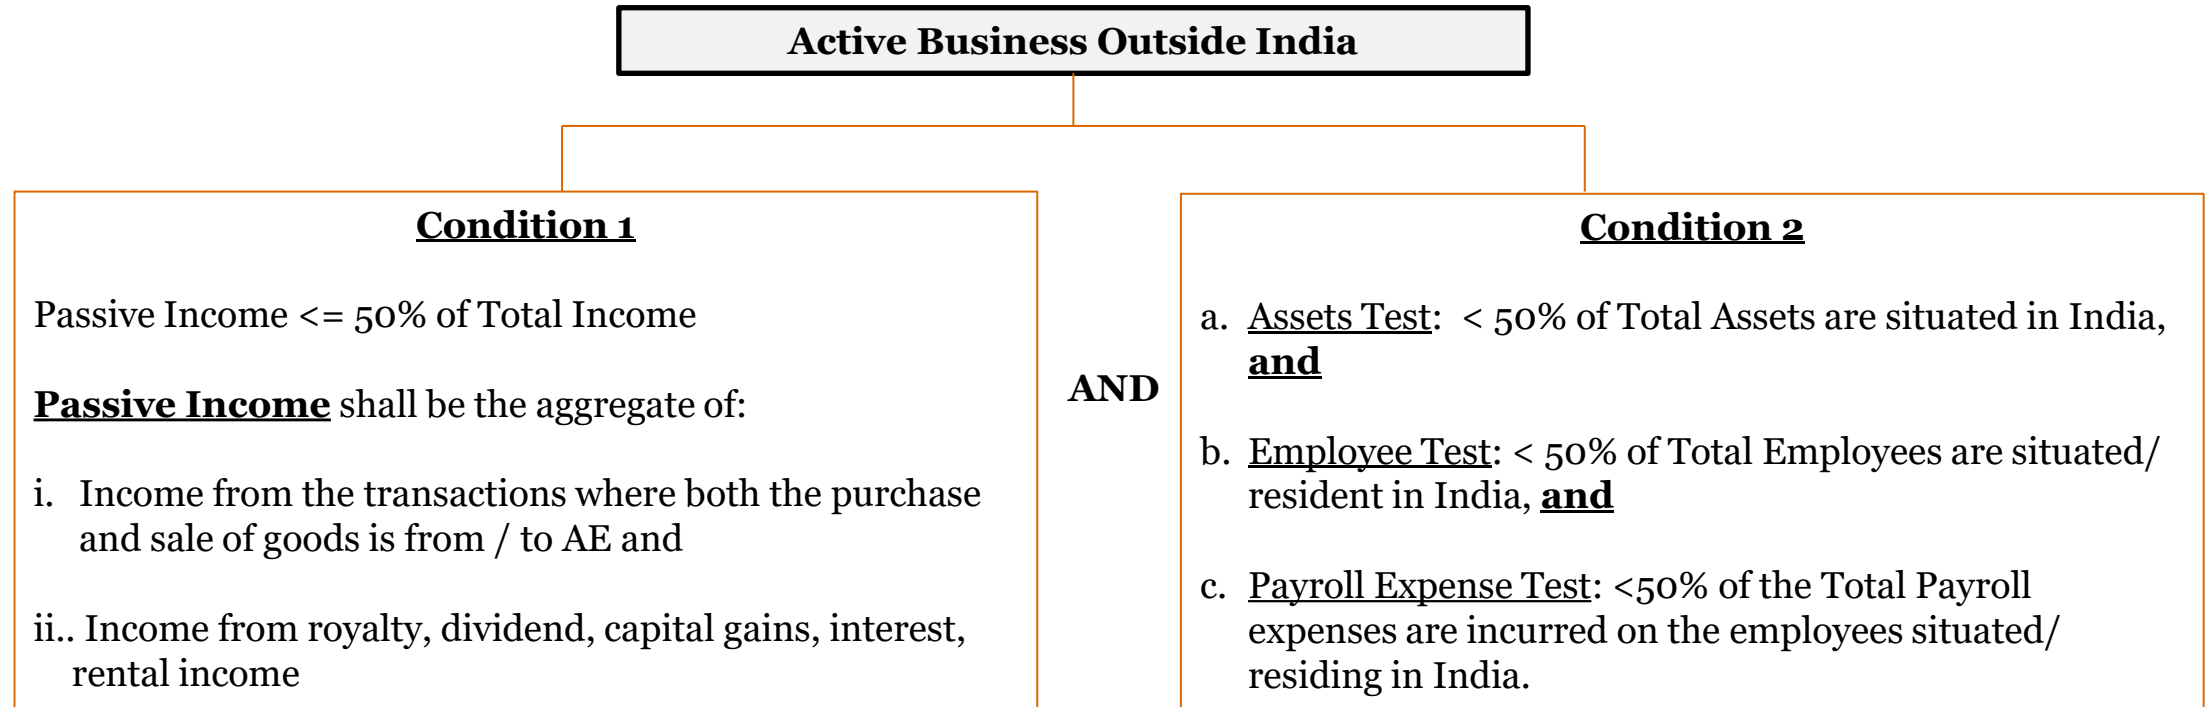 Active Business Outside India
Condition 1
Passive Income <= 50% of Total Income
Passive Income shall be the aggregate of:
i. Income from the transactions where both the purchase
and sale of goods is from / to AE and
ii.. Income from royalty, dividend, capital gains, interest,
rental income
AND
Condition 2
a. Assets Test: < 50% of Total Assets are situated in India,
and
b. Employee Test: < 50% of Total Employees are situated/
resident in India, and
c. Payroll Expense Test: <50% of the Total Payroll
expenses are incurred on the employees situated/
residing in India.